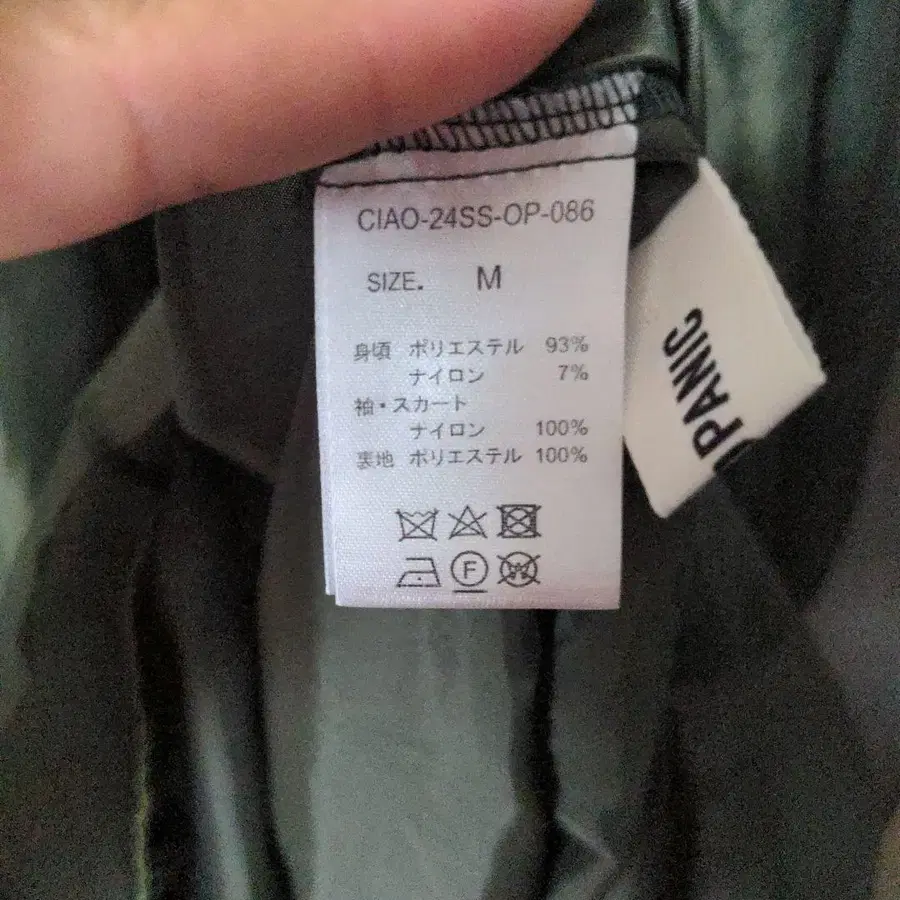 CIAO-24SS-OP-086
SIZE. M
身頃 ポリエステル 93%
ナイロン 7%
袖・スカート
ナイロン 100%
裏地 ポリエステル 100%
F W
PANIC